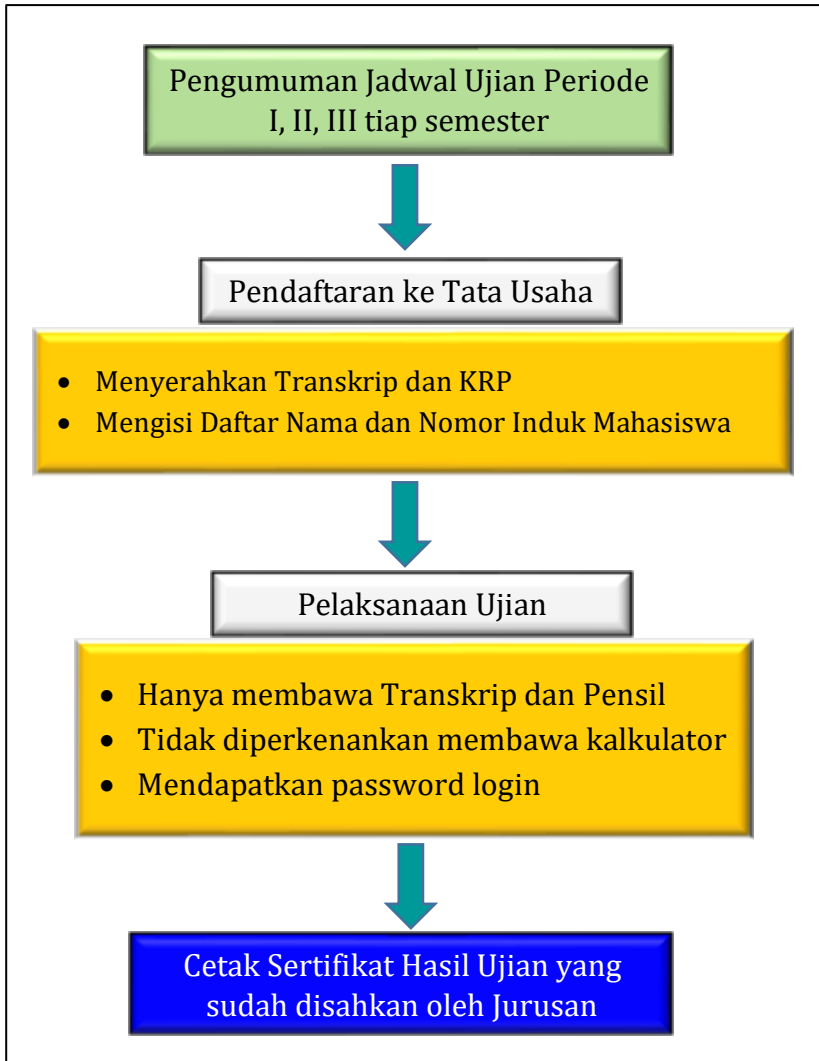 Pengumuman Jadwal Ujian Periode
I, II, III tiap semester
Pendaftaran ke Tata Usaha
• Menyerahkan Transkrip dan KRP
• Mengisi Daftar Nama dan Nomor Induk Mahasiswa
Pelaksanaan Ujian
• Hanya membawa Transkrip dan Pensil
• Tidak diperkenankan membawa kalkulator
• Mendapatkan password login
Cetak Sertifikat Hasil Ujian yang
sudah disahkan oleh Jurusan